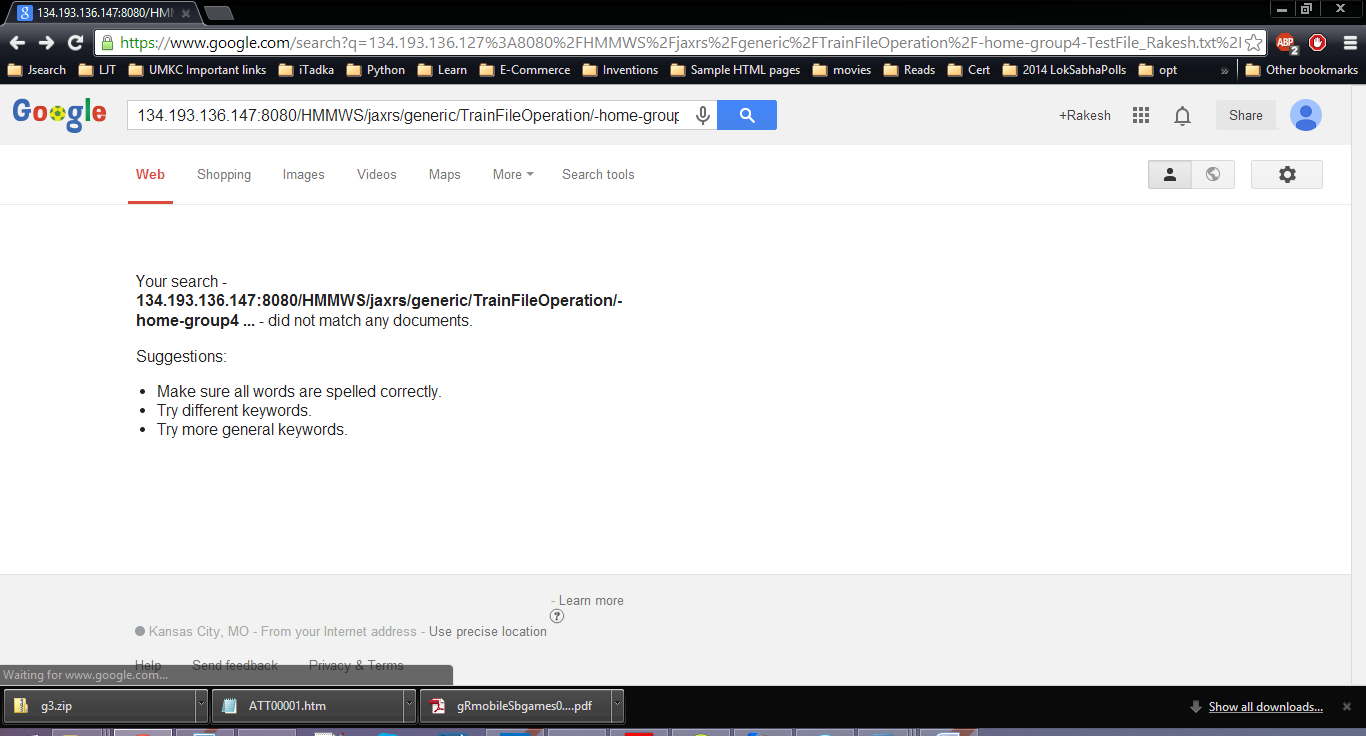 134.193.136.147:8080/HM
https://www.google.com/search?q=134.193.136.127%3A8080%2FHMMWS%2Fjaxrs%2Fgeneric%2FTrainFileOperation%2F-home-group4-TestFile_Rakesh.txt%2
ABP 2
Jsearch LJT UMKC Important links iTadka Python Learn E-Commerce Inventions Sample HTML pages movies Reads Cert 2014 LokSabhaPolls opt » Other bookmarks
Google 134.193.136.147:8080/HMMWS/jaxrs/generic/TrainFileOperation/-home-group +Rakesh Share
Web Shopping Images Videos Maps More Search tools
Your search -
134.193.136.147:8080/HMMWS/jaxrs/generic/TrainFileOperation/-
home-group4 ... - did not match any documents.
Suggestions:
• Make sure all words are spelled correctly.
• Try different keywords.
• Try more general keywords.
- Learn more
?
Kansas City, MO - From your Internet address - Use precise location
Help Send feedback Privacy & Terms
Waiting for www.google.com...
g3.zip ATT00001.htm gRmobileSbgames0....pdf Show all downloads...